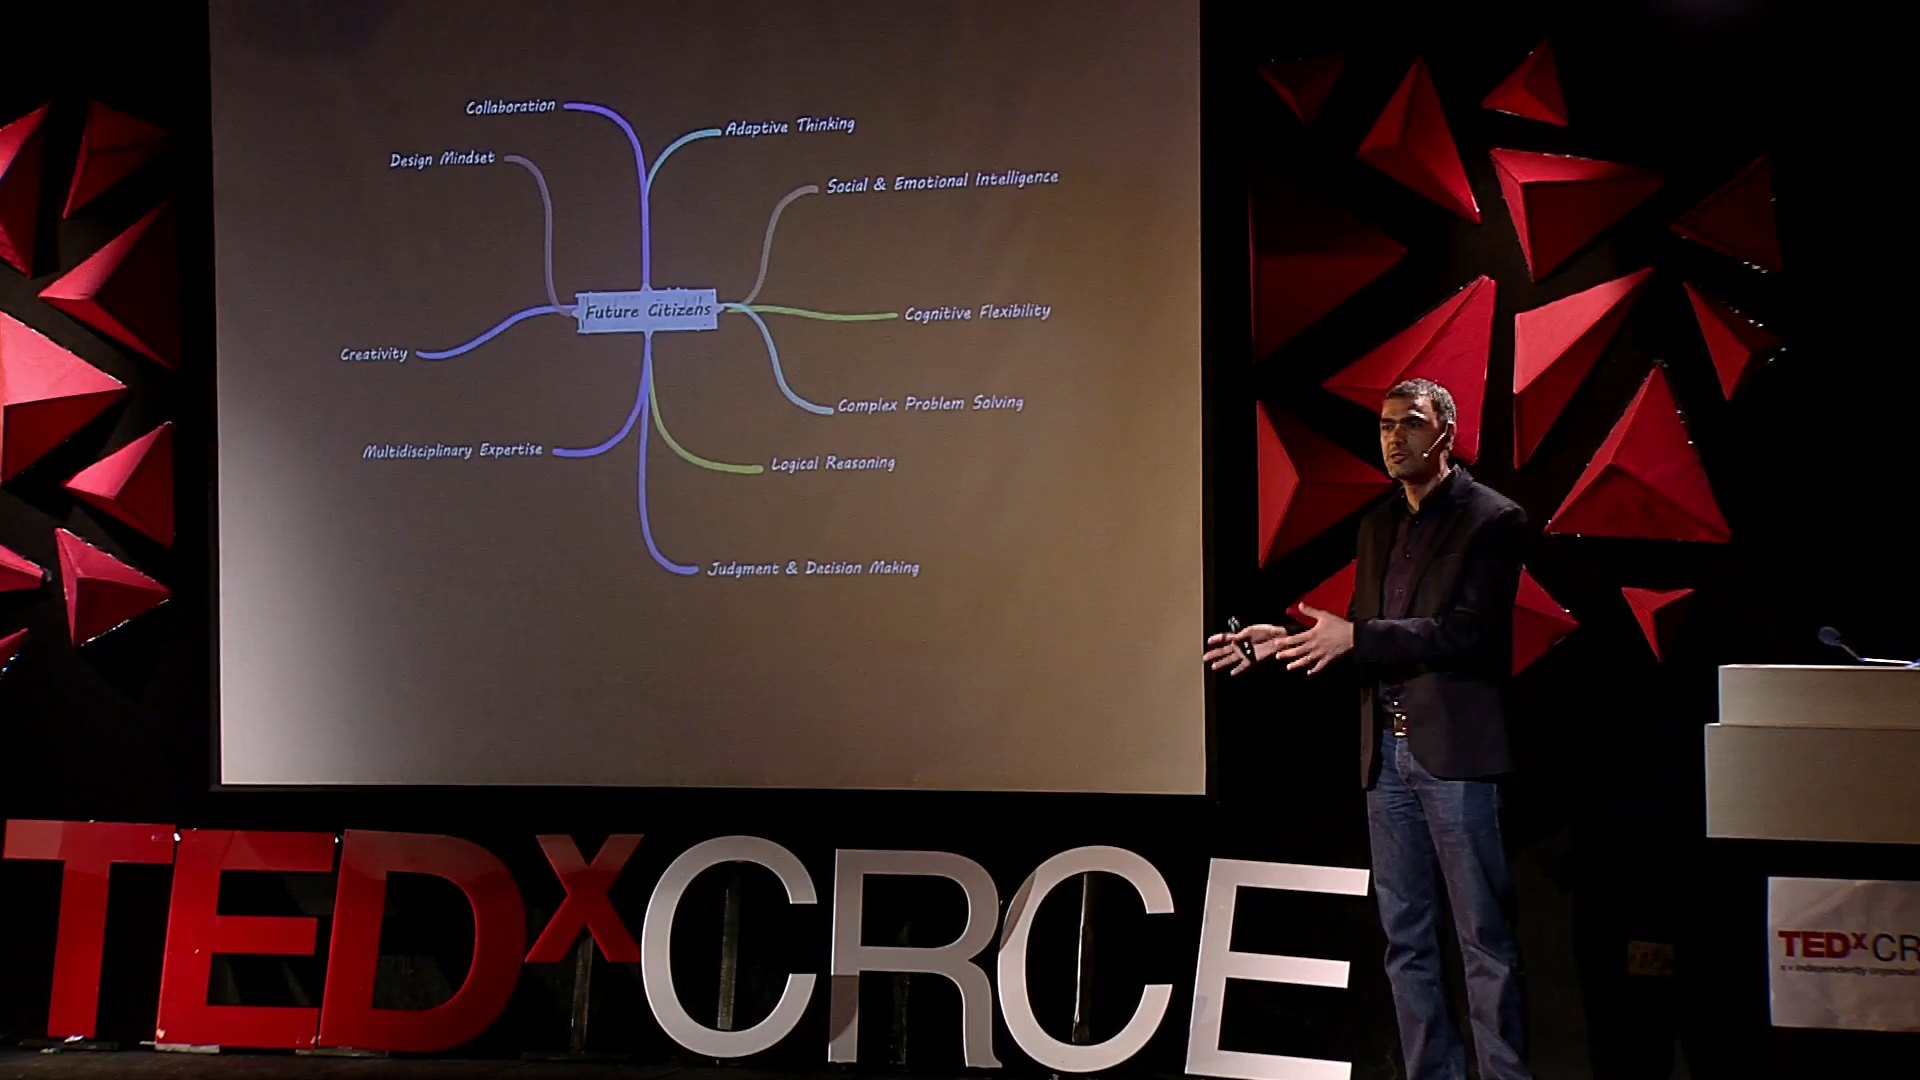 Collaboration
Adaptive Thinking
Design Mindset
Social & Emotional Intelligence
Future Citizens
Cognitive Flexibility
Creativity
Complex Problem Solving
Multidisciplinary Expertise
Logical Reasoning
Judgment & Decision Making
TEDxCRCE
TEDxCR
independently